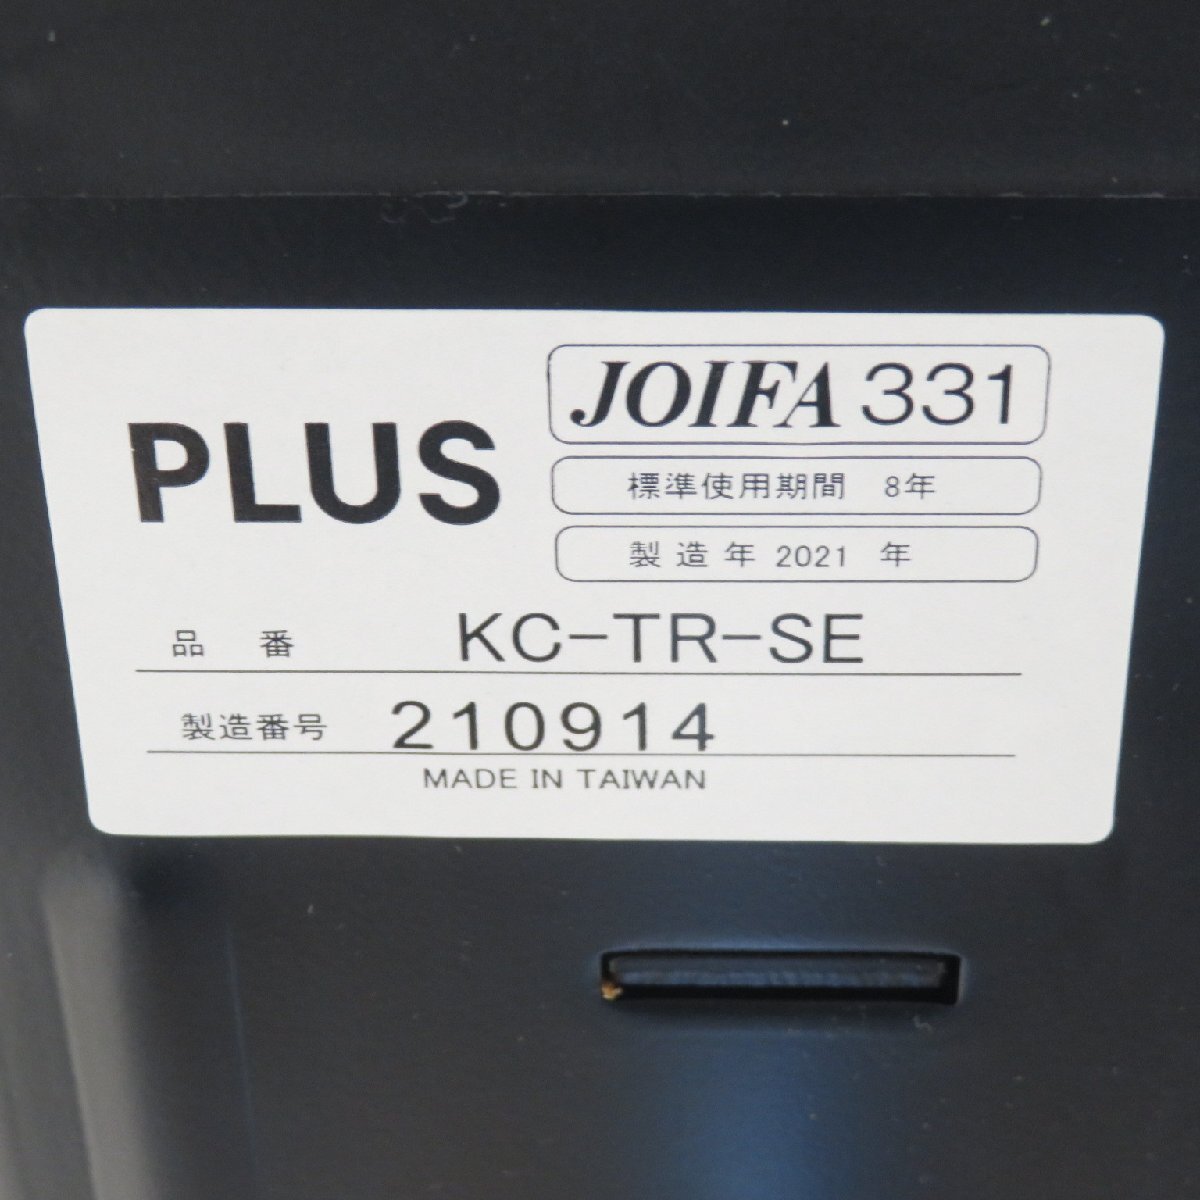 PLUS
JOIFA 331
標準使用期間 8年
製造年 2021 年
品 番 KC-TR-SE
製造番号 210914
MADE IN TAIWAN